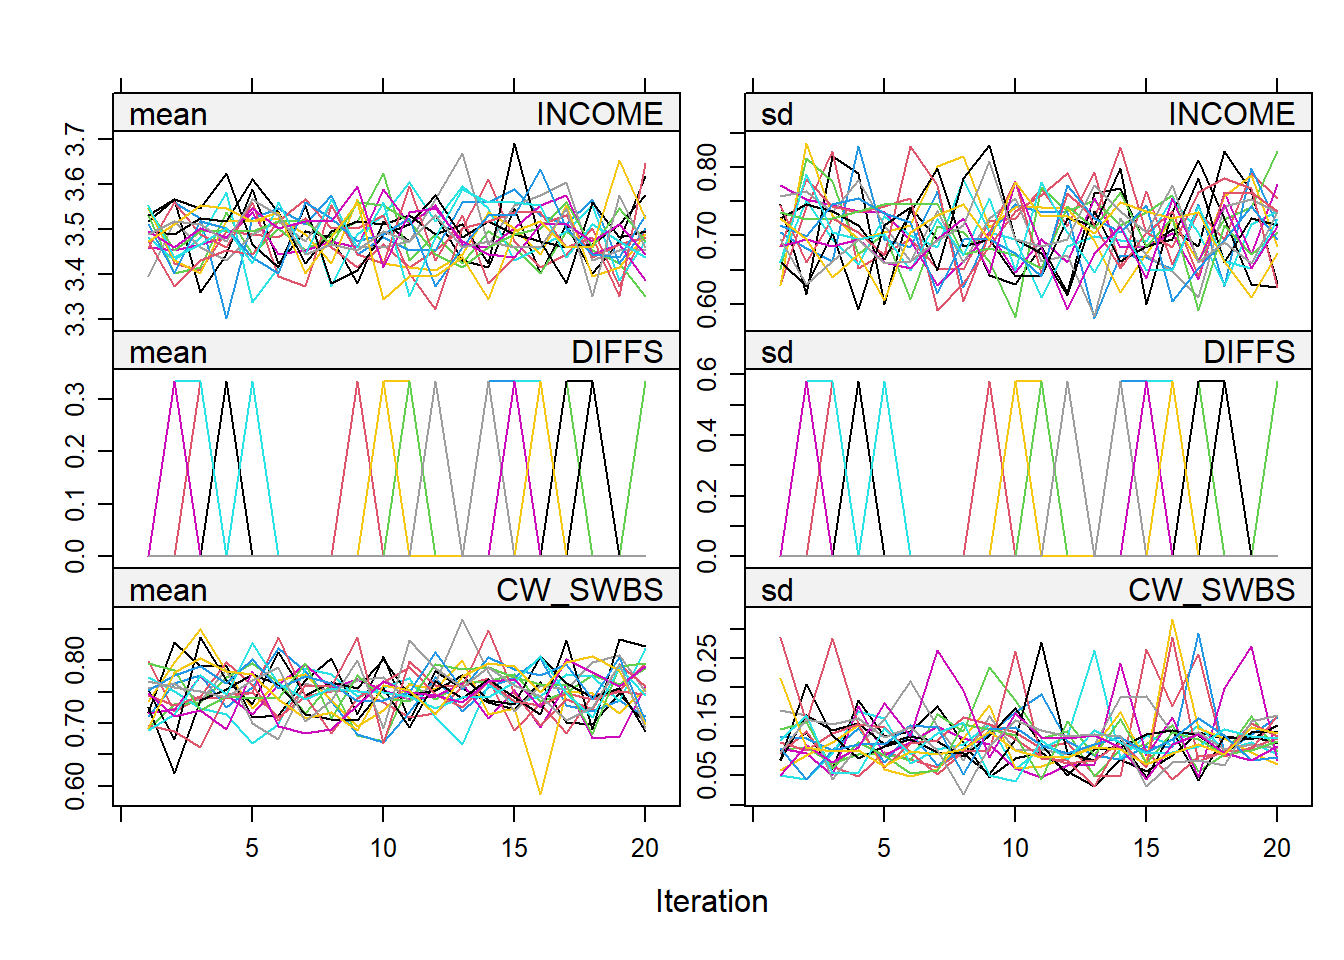 mean INCOME
sd INCOME
3.3 3.4 3.5 3.6 3.7
0.60 0.70 0.80
mean DIFFS
sd DIFFS
0.0 0.1 0.2 0.3
0.0 0.2 0.4 0.6
mean CW_SWBS
sd CW_SWBS
0.60 0.70 0.80
0.05 0.15 0.25
5 10 15 20
5 10 15 20
Iteration